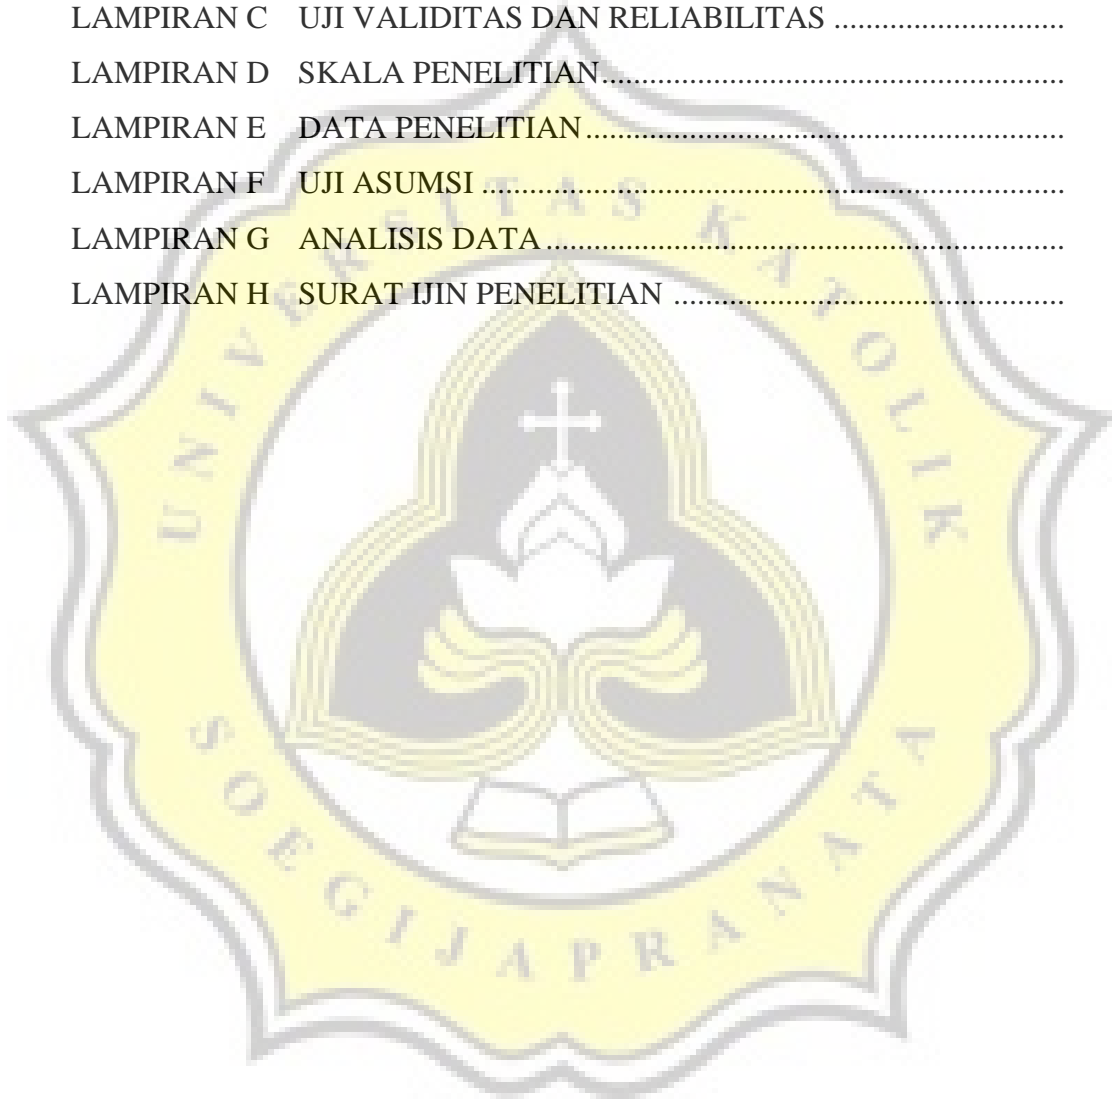 LAMPIRAN C UJI VALIDITAS DAN RELIABILITAS ..............................
LAMPIRAN D SKALA PENELITIAN ............................................................
LAMPIRAN E DATA PENELITIAN ..............................................................
LAMPIRAN F UJI ASUMSI ...........................................................................
LAMPIRAN G ANALISIS DATA ...................................................................
LAMPIRAN H SURAT IJIN PENELITIAN ..................................................
UNIVERSITAS KATOLIK
SOEGIJAPRANATA